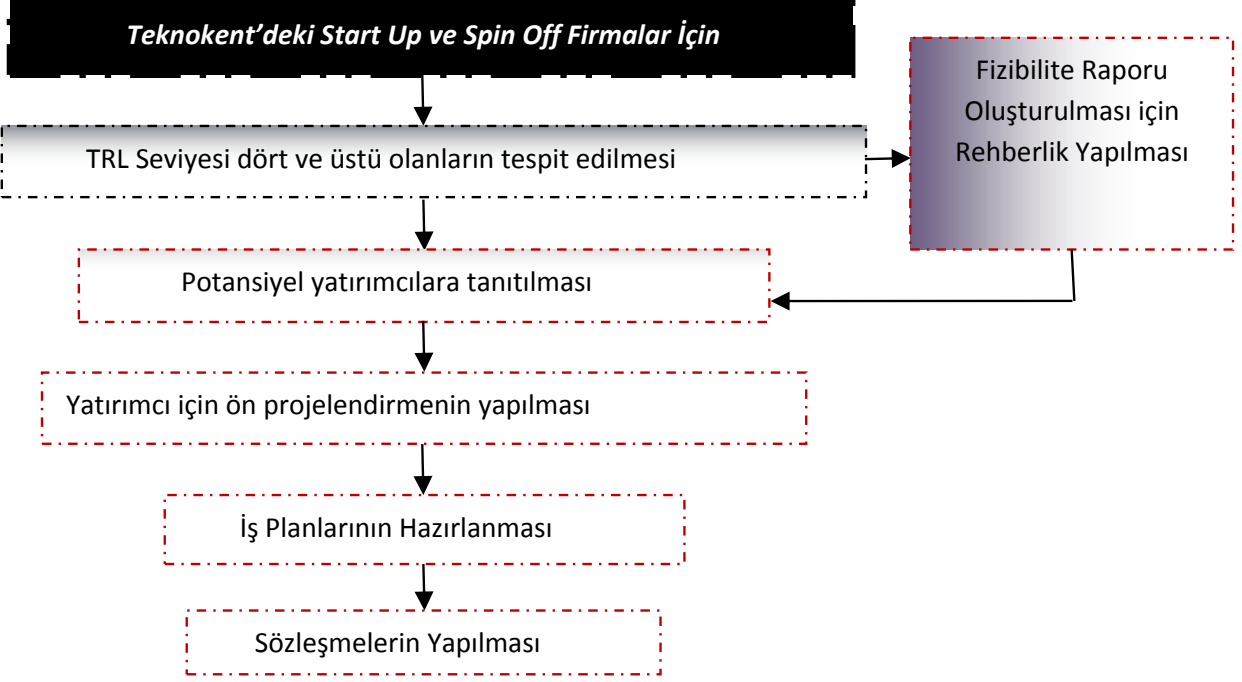 Teknokent’deki Start Up ve Spin Off Firmalar İçin
TRL Seviyesi dört ve üstü olanların tespit edilmesi
Fizibilite Raporu
Oluşturulması için
Rehberlik Yapılması
Potansiyel yatırımcılara tanıtılması
Yatırımcı için ön projelendirmenin yapılması
İş Planlarının Hazırlanması
Sözleşmelerin Yapılması